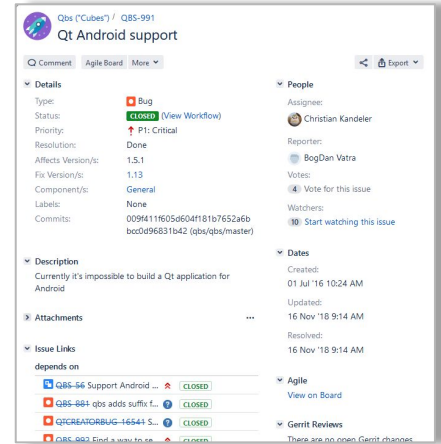 Qbs ("Cubes") / QBS-991
Qt Android support
Comment Agile Board More Export
Details
Type: Bug
Status: CLOSED (View Workflow)
Priority: P1: Critical
Resolution: Done
Affects Version/s: 1.5.1
Fix Version/s: 1.13
Component/s: General
Labels: None
Commits: 009f411f605d604f181b7652a6b
bcc0d96831b42 (qbs/qbs/master)
Description
Currently it's impossible to build a Qt application for
Android
Attachments
Issue Links
depends on
QBS-56 Support Android ... CLOSED
QBS-881 qbs adds suffix f... CLOSED
QTCREATORBUG-16541 S... CLOSED
QBS-992 Find a way to se... CLOSED
People
Assignee:
Christian Kandeler
Reporter:
BogDan Vatra
Votes:
4 Vote for this issue
Watchers:
10 Start watching this issue
Dates
Created:
01 Jul '16 10:24 AM
Updated:
16 Nov '18 9:14 AM
Resolved:
16 Nov '18 9:14 AM
Agile
View on Board
Gerrit Reviews
There are no open Gerrit changes